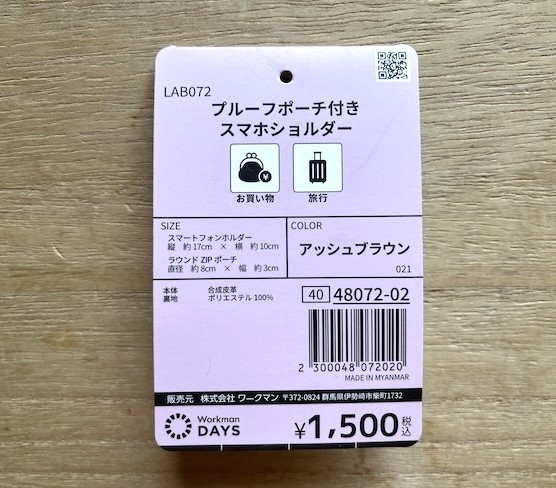 LAB072
プルーフポーチ付き
スマホショルダー
¥
お買い物 旅行
SIZE
スマートフォンホルダー
縦 約17cm × 横 約10cm
ラウンド ZIP ポーチ
直径 約8cm × 幅 約3cm
COLOR
アッシュブラウン
021
本体 合成皮革
裏地 ポリエステル 100%
40 48072-02
2 300048 072020
MADE IN MYANMAR
販売元 株式会社 ワークマン 〒372-0824 群馬県伊勢崎市柴町1732
Workman
DAYS
¥1,500税込